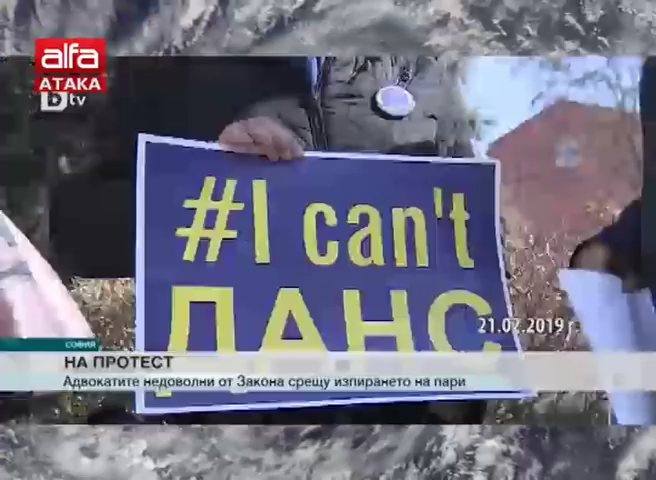 alfa
АТАКА
btv
#I can't
ДАНС
21.02.2019 г.
СОФИЯ
НА ПРОТЕСТ
Адвокатите недоволни от Закона срещу изпирането на пари